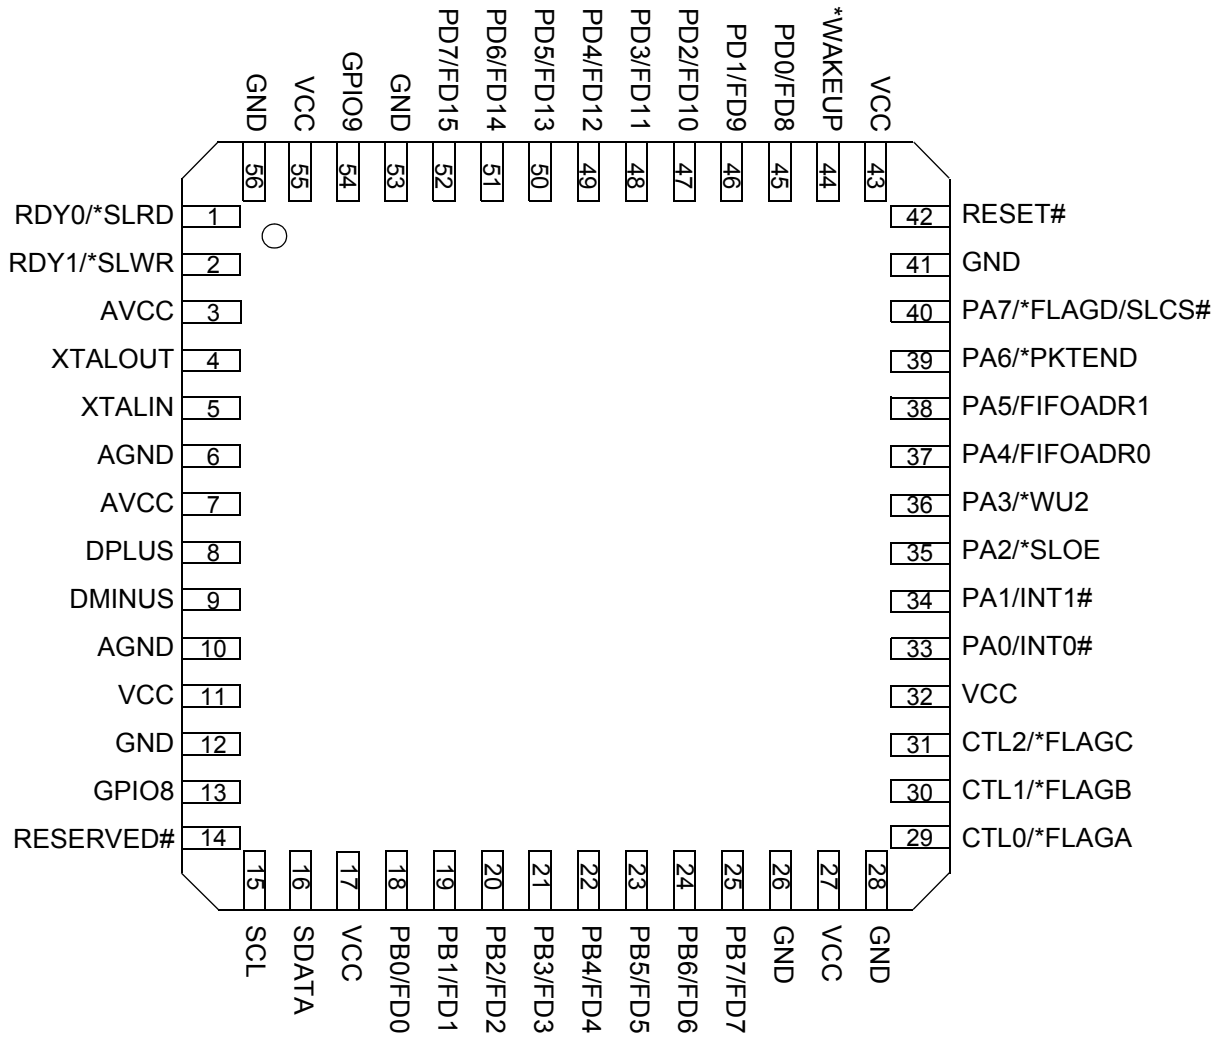 GND
VCC
GPIO9
GND
PD7/FD15
PD6/FD14
PD5/FD13
PD4/FD12
PD3/FD11
PD2/FD10
PD1/FD9
PD0/FD8
*WAKEUP
VCC
56
55
54
53
52
51
50
49
48
47
46
45
44
43
RDY0/*SLRD 1
RDY1/*SLWR 2
AVCC 3
XTALOUT 4
XTALIN 5
AGND 6
AVCC 7
DPLUS 8
DMINUS 9
AGND 10
VCC 11
GND 12
GPIO8 13
RESERVED# 14
42 RESET#
41 GND
40 PA7/*FLAGD/SLCS#
39 PA6/*PKTEND
38 PA5/FIFOADR1
37 PA4/FIFOADR0
36 PA3/*WU2
35 PA2/*SLOE
34 PA1/INT1#
33 PA0/INT0#
32 VCC
31 CTL2/*FLAGC
30 CTL1/*FLAGB
29 CTL0/*FLAGA
15
16
17
18
19
20
21
22
23
24
25
26
27
28
SCL
SDATA
VCC
PB0/FD0
PB1/FD1
PB2/FD2
PB3/FD3
PB4/FD4
PB5/FD5
PB6/FD6
PB7/FD7
GND
VCC
GND